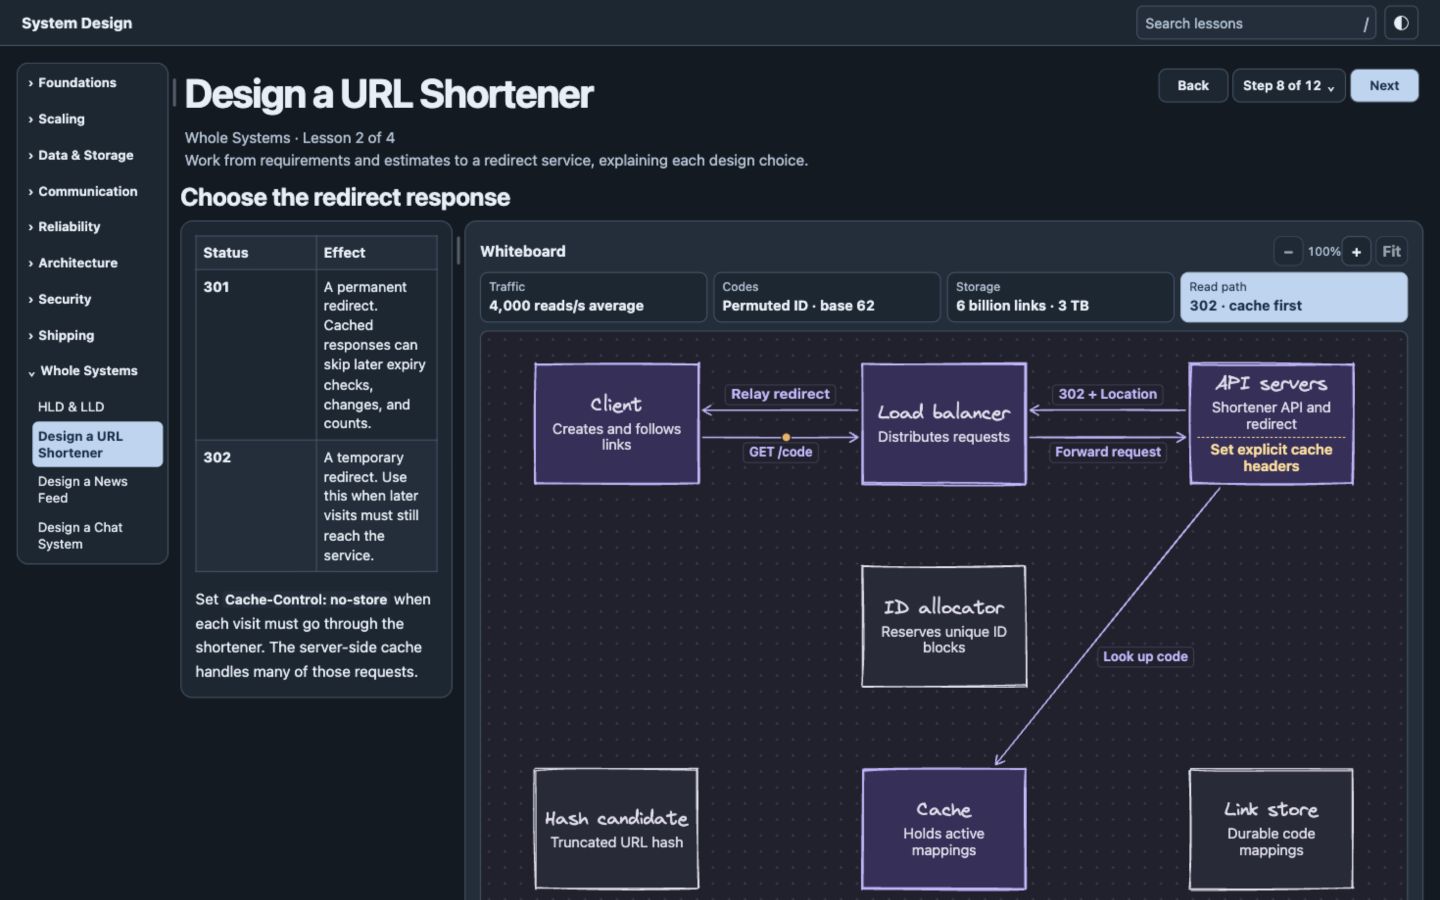 System Design
Search lessons /
› Foundations
› Scaling
› Data & Storage
› Communication
› Reliability
› Architecture
› Security
› Shipping
⌄ Whole Systems
HLD & LLD
Design a URL
Shortener
Design a News
Feed
Design a Chat
System
Design a URL Shortener
Whole Systems · Lesson 2 of 4
Work from requirements and estimates to a redirect service, explaining each design choice.
Back
Step 8 of 12 ⌄
Next
Choose the redirect response
Status Effect
301 A permanent
redirect.
Cached
responses can
skip later expiry
checks,
changes, and
counts.
302 A temporary
redirect. Use
this when later
visits must still
reach the
service.
Set Cache-Control: no-store when
each visit must go through the
shortener. The server-side cache
handles many of those requests.
Whiteboard
− 100% + Fit
Traffic
4,000 reads/s average
Codes
Permuted ID · base 62
Storage
6 billion links · 3 TB
Read path
302 · cache first
Client
Creates and follows
links
Relay redirect
GET /code
Load balancer
Distributes requests
302 + Location
Forward request
API servers
Shortener API and
redirect
Set explicit cache
headers
ID allocator
Reserves unique ID
blocks
Look up code
Hash candidate
Truncated URL hash
Cache
Holds active
mappings
Link store
Durable code
mappings